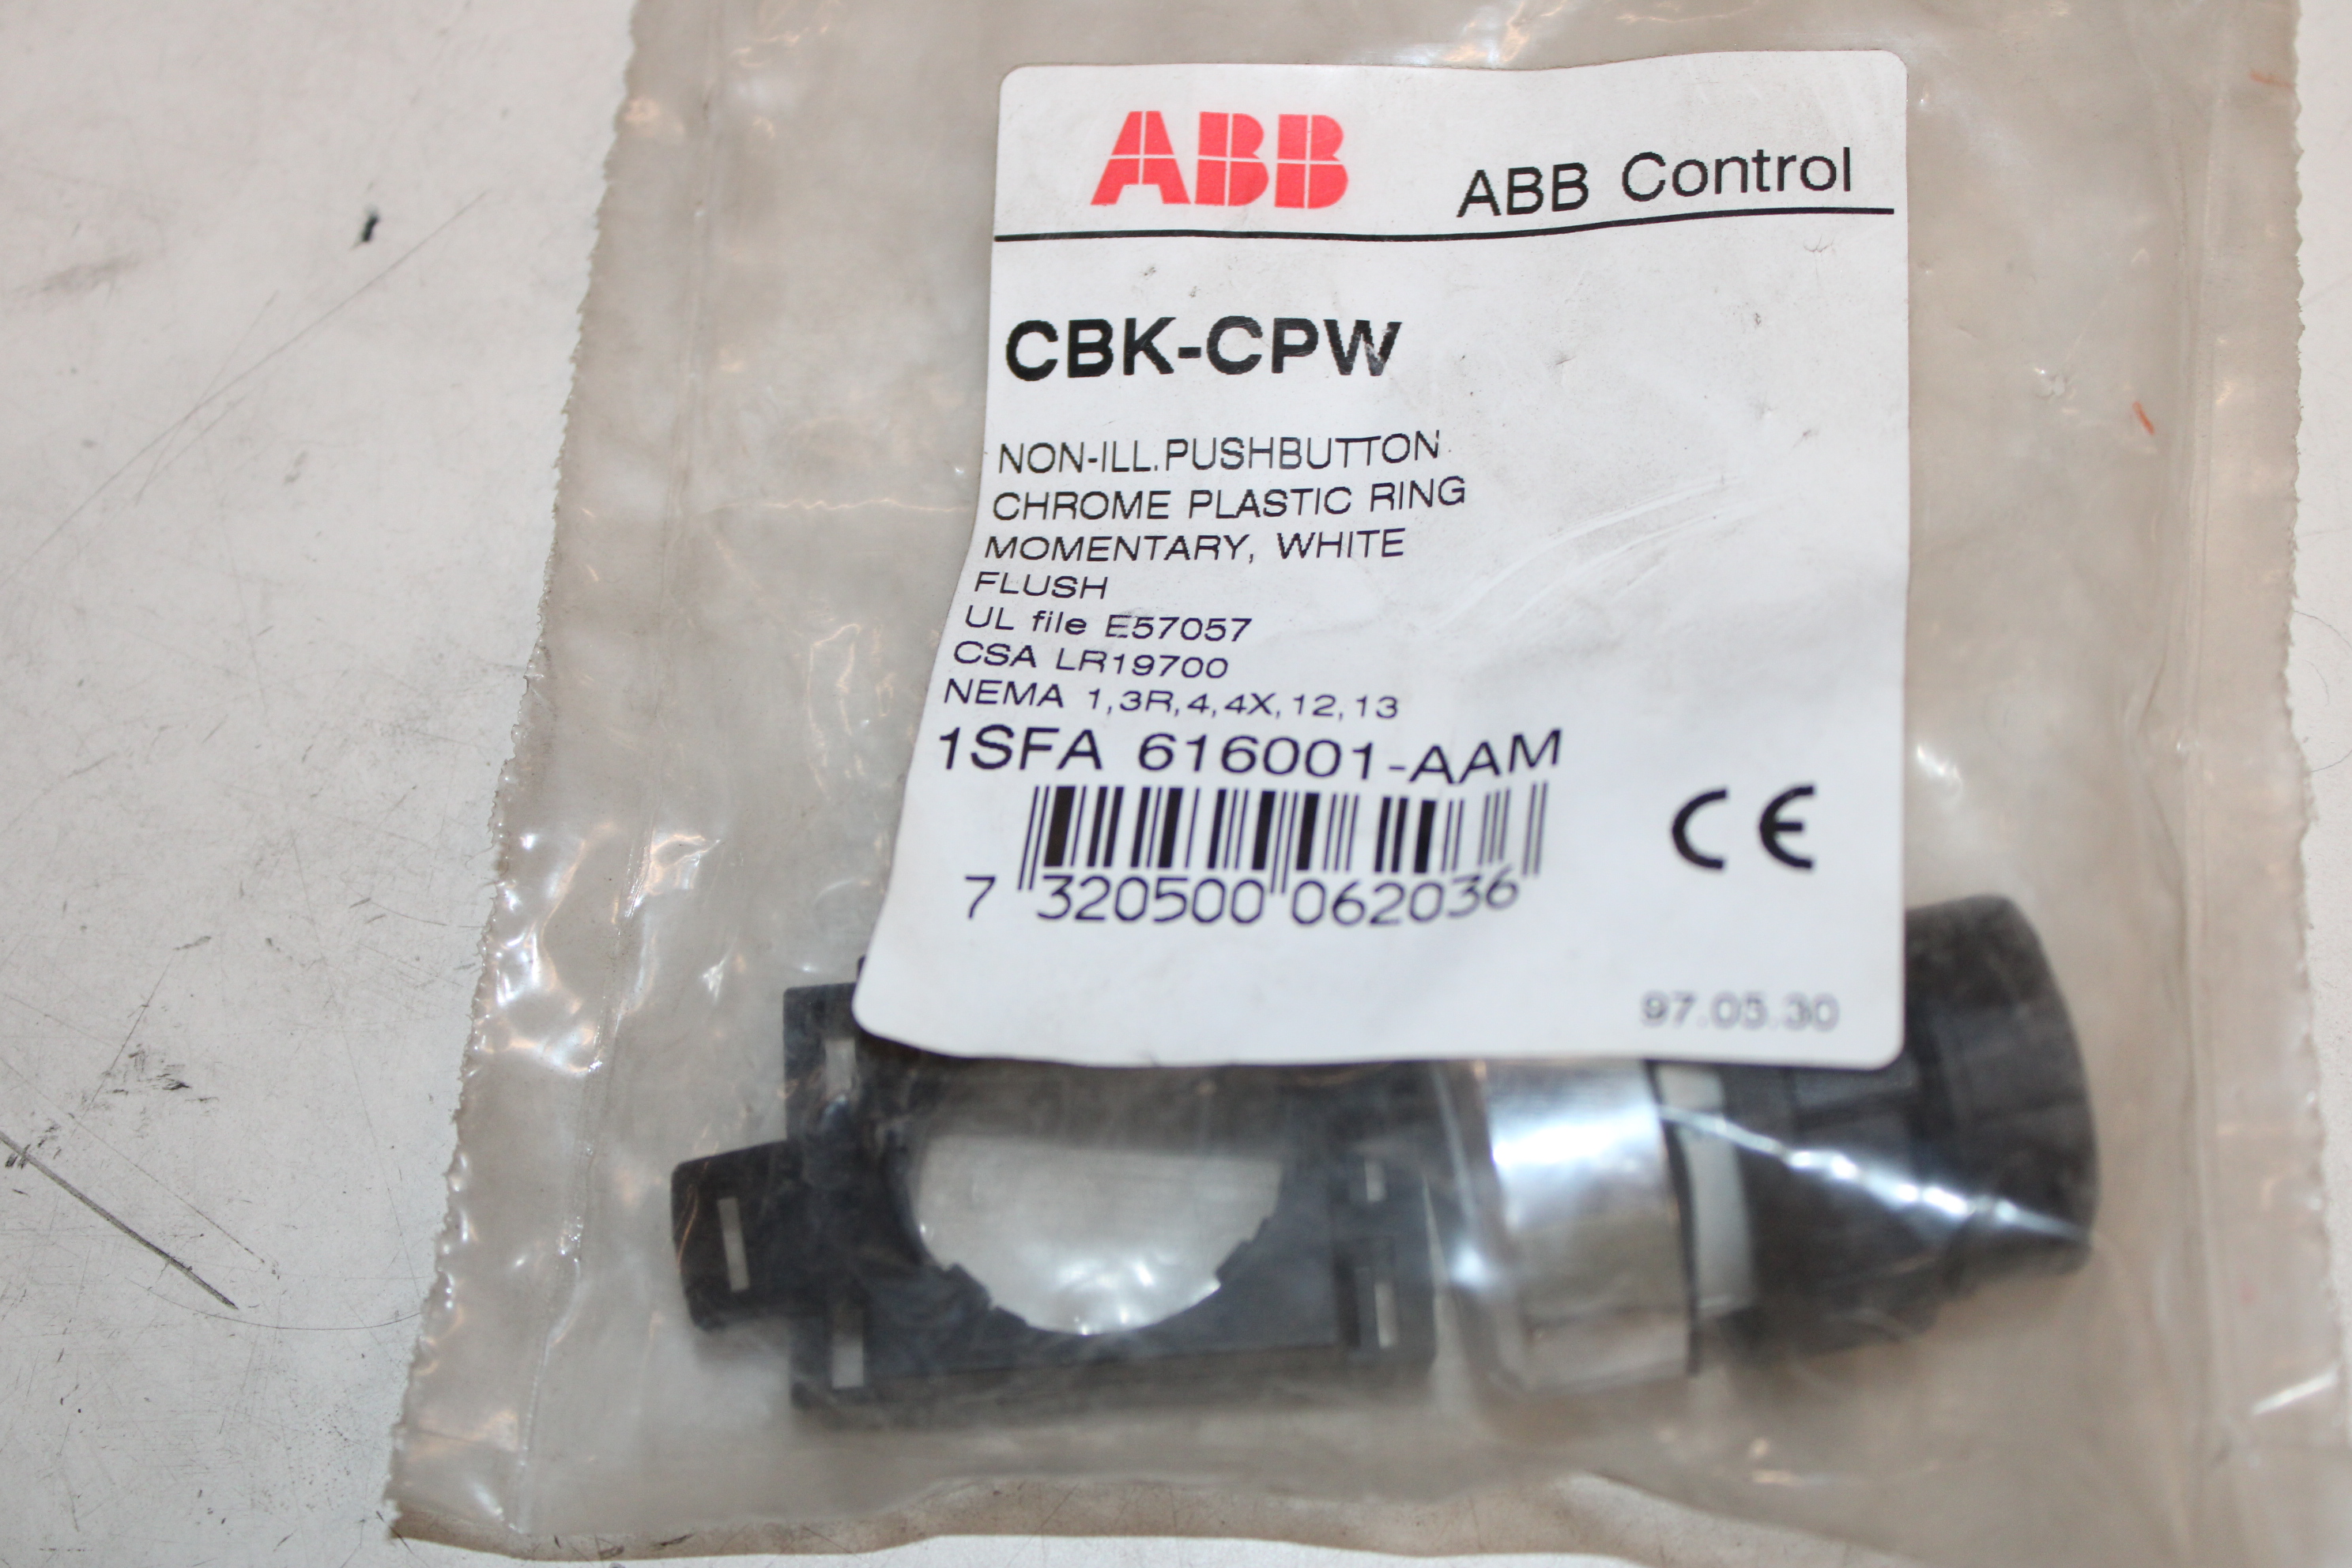 ABB ABB Control
CBK-CPW
NON-ILL.PUSHBUTTON
CHROME PLASTIC RING
MOMENTARY, WHITE
FLUSH
UL file E57057
CSA LR19700
NEMA 1,3R,4,4X,12,13
1SFA 616001-AAM
7 320500 062036
CE
97.05.30